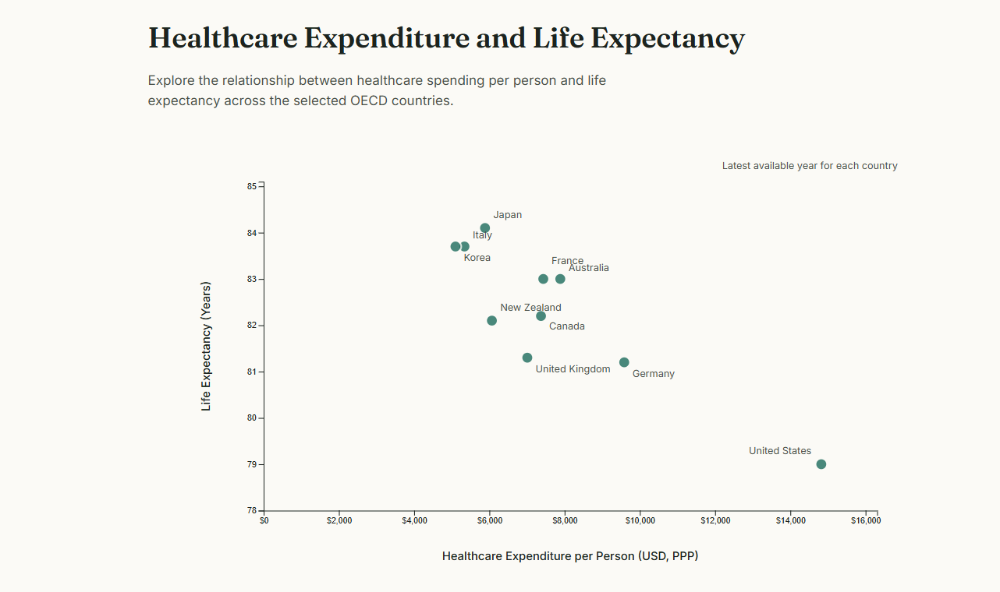 Healthcare Expenditure and Life Expectancy
Explore the relationship between healthcare spending per person and life
expectancy across the selected OECD countries.
Latest available year for each country
85
84
83
82
81
80
79
78
Life Expectancy (Years)
Japan
Italy
Korea
France
Australia
New Zealand
Canada
United Kingdom
Germany
United States
$0
$2,000
$4,000
$6,000
$8,000
$10,000
$12,000
$14,000
$16,000
Healthcare Expenditure per Person (USD, PPP)